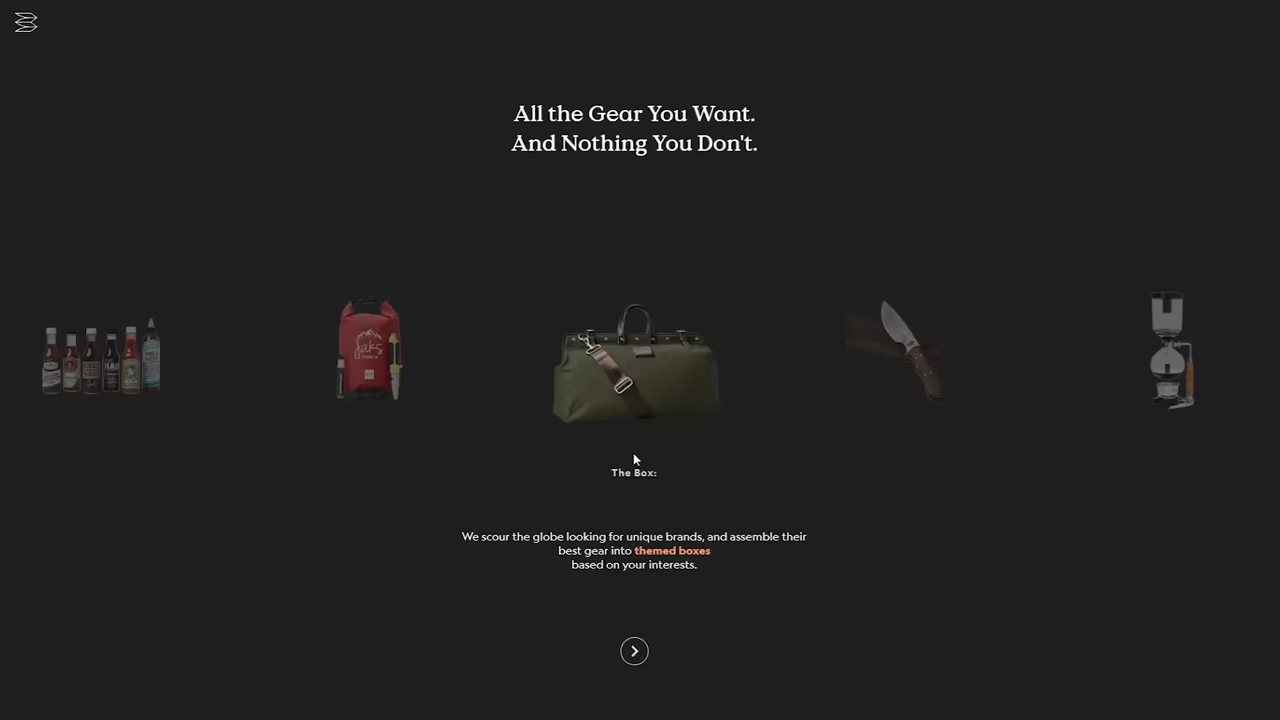 All the Gear You Want.
And Nothing You Don't.
jaks
The Box:
We scour the globe looking for unique brands, and assemble their
best gear into themed boxes
based on your interests.